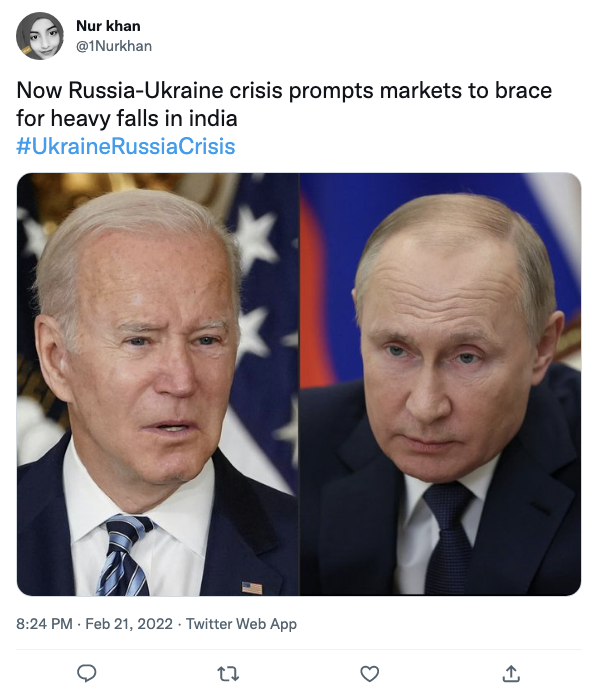 Nur khan
@1Nurkhan
Now Russia-Ukraine crisis prompts markets to brace
for heavy falls in india
#UkraineRussiaCrisis
8:24 PM · Feb 21, 2022 · Twitter Web App